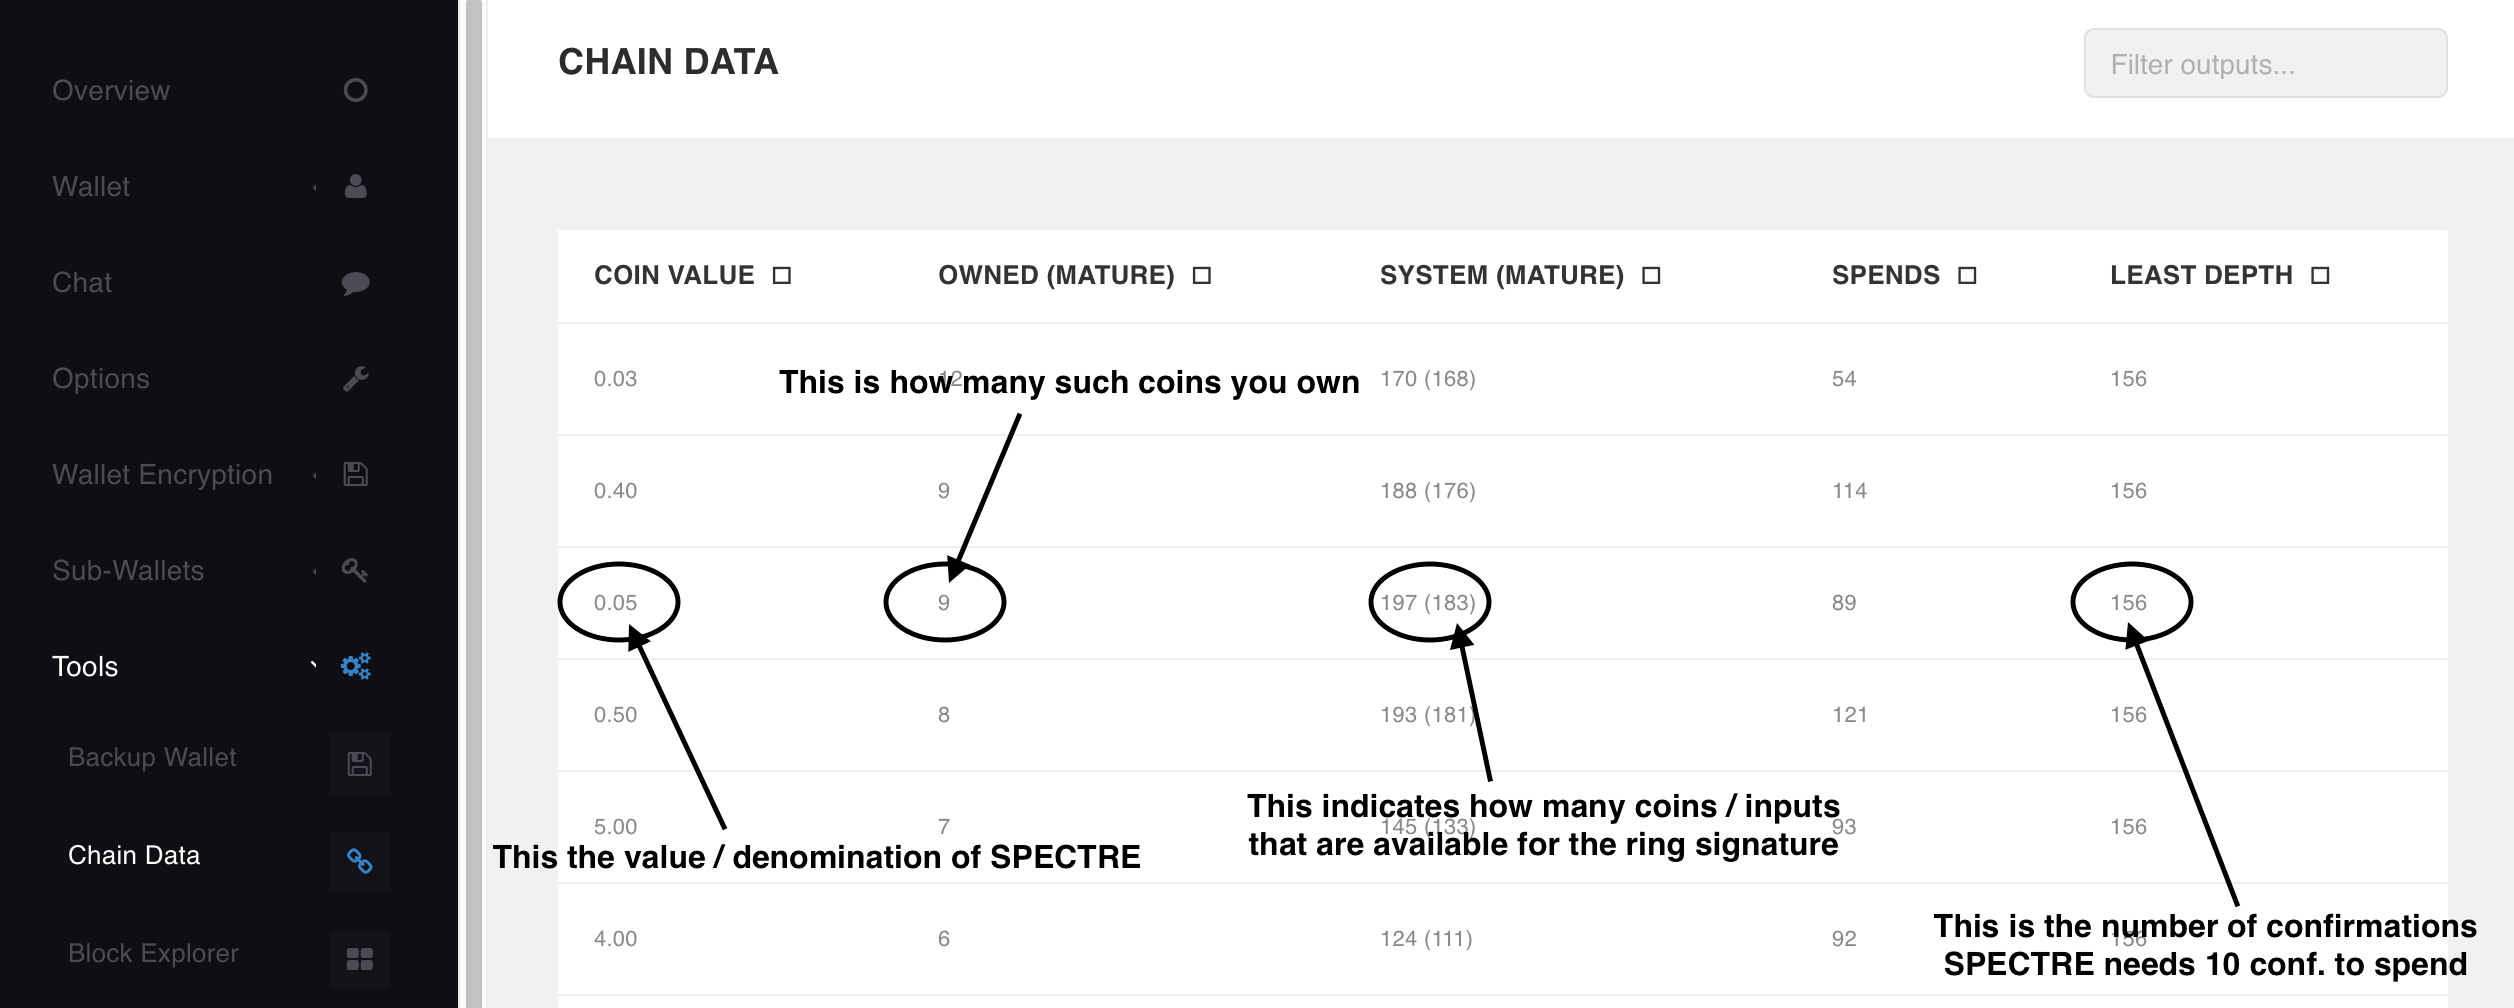 CHAIN DATA
Filter outputs...
Overview
Wallet
Chat
Options
Wallet Encryption
Sub-Wallets
Tools
Backup Wallet
Chain Data
Block Explorer
COIN VALUE OWNED (MATURE) SYSTEM (MATURE) SPENDS LEAST DEPTH
0.03 12 170 (168) 54 156
This is how many such coins you own
0.40 9 188 (176) 114 156
0.05 9 197 (183) 89 156
0.50 8 193 (181) 121 156
5.00 7 145 (133) 93 156
This the value / denomination of SPECTRE
This indicates how many coins / inputs
that are available for the ring signature
4.00 6 124 (111) 92 156
This is the number of confirmations
SPECTRE needs 10 conf. to spend